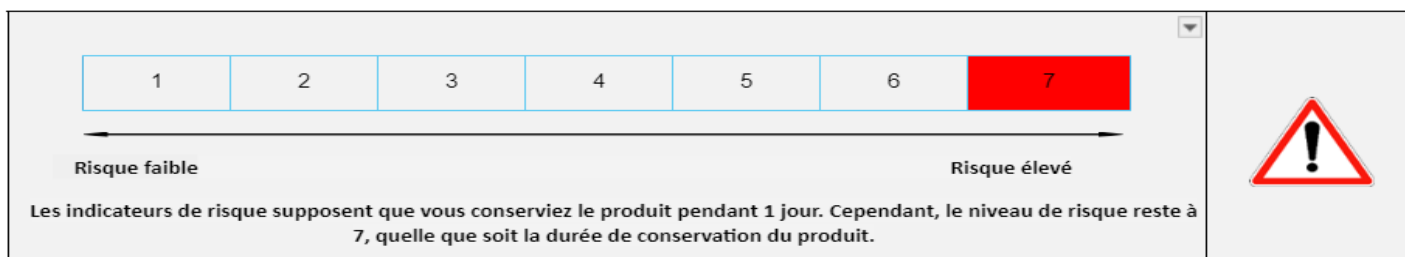 1 2 3 4 5 6 7
Risque faible Risque élevé
Les indicateurs de risque supposent que vous conserviez le produit pendant 1 jour. Cependant, le niveau de risque reste à
7, quelle que soit la durée de conservation du produit.